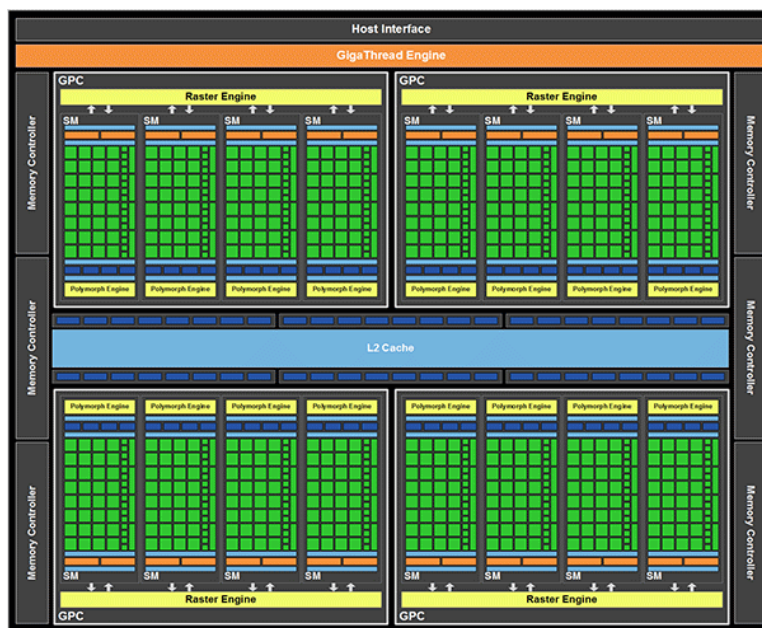 Host Interface
GigaThread Engine
GPC
GPC
Raster Engine
Raster Engine
SM SM SM SM
SM SM SM SM
Memory Controller
Memory Controller
Polymorph Engine Polymorph Engine Polymorph Engine Polymorph Engine
Polymorph Engine Polymorph Engine Polymorph Engine Polymorph Engine
Memory Controller
L2 Cache
Memory Controller
Polymorph Engine Polymorph Engine Polymorph Engine Polymorph Engine
Polymorph Engine Polymorph Engine Polymorph Engine Polymorph Engine
Memory Controller
Memory Controller
SM SM SM SM
SM SM SM SM
Raster Engine
Raster Engine
GPC
GPC